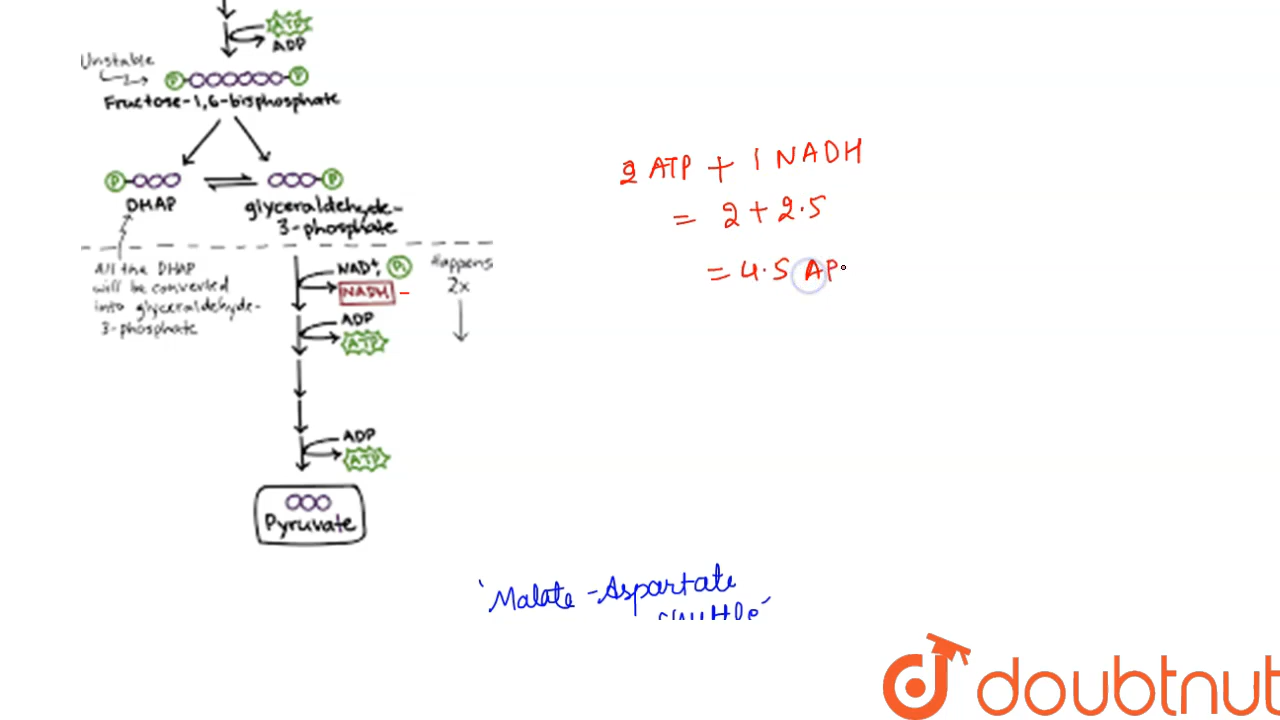 ATP
ADP
Unstable
P P
Fructose-1,6-bisphosphate
P P
DHAP
glyceraldehyde-
3-phosphate
All the DHAP
will be converted
into glyceraldehyde-
3-phosphate
NAD+, Pi
NADH -
Happens
2x
ADP
ATP
ADP
ATP
Pyruvate
2 ATP + 1 NADH
= 2 + 2.5
= 4.5 AP
'Malate-Aspartate
shuttle'
doubtnut